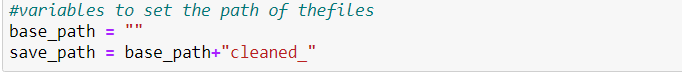 #variables to set the path of thefiles
base_path = ""
save_path = base_path+"cleaned_"